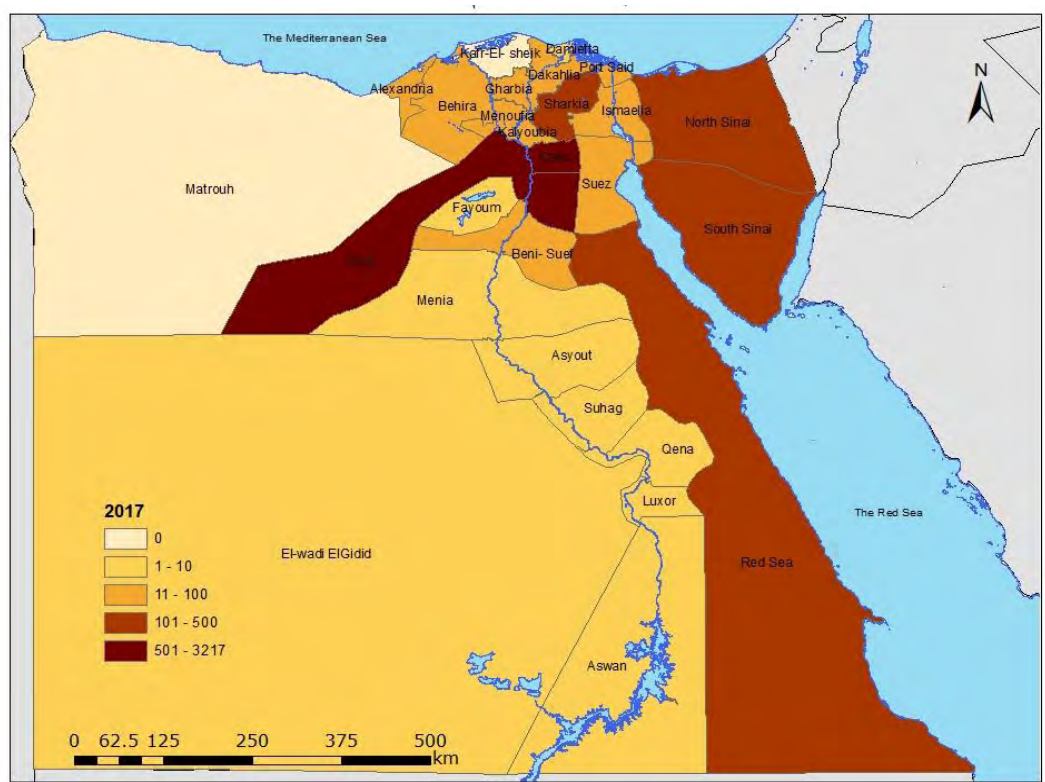 The Mediterranean Sea
Karr-El- sheik
Damietta
Port Said
Alexandria
Gharbia
Dakahlia
Behira
Sharkia
Ismaelia
Menoufia
Kalyoubia
North Sinai
N
Matrouh
Cairo
Suez
Fayoum
South Sinai
Giza
Beni- Suef
Menia
Asyout
Suhag
Qena
Luxor
The Red Sea
El-wadi ElGidid
Red Sea
Aswan
2017
0
1 - 10
11 - 100
101 - 500
501 - 3217
0 62.5 125 250 375 500
km